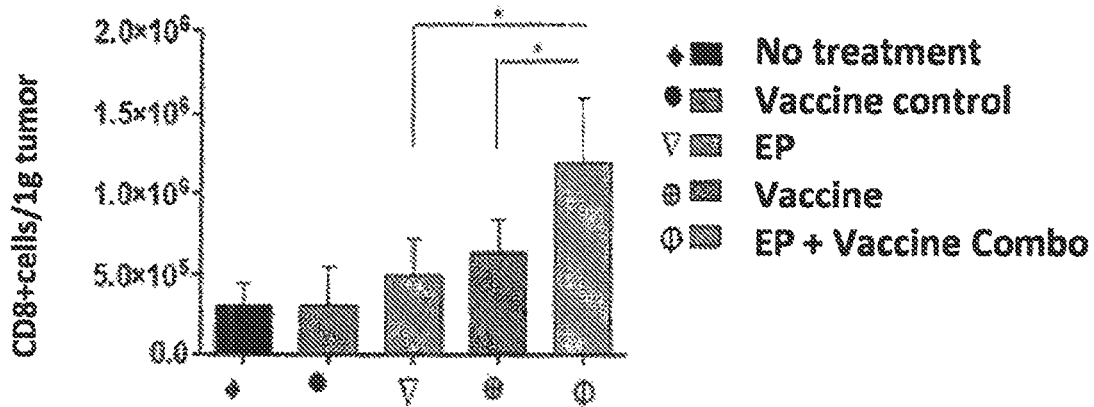 CD8+cells/1g tumor
2.0×10⁶
1.5×10⁶
1.0×10⁶
5.0×10⁵
0.0
*
*
No treatment
Vaccine control
EP
Vaccine
EP + Vaccine Combo